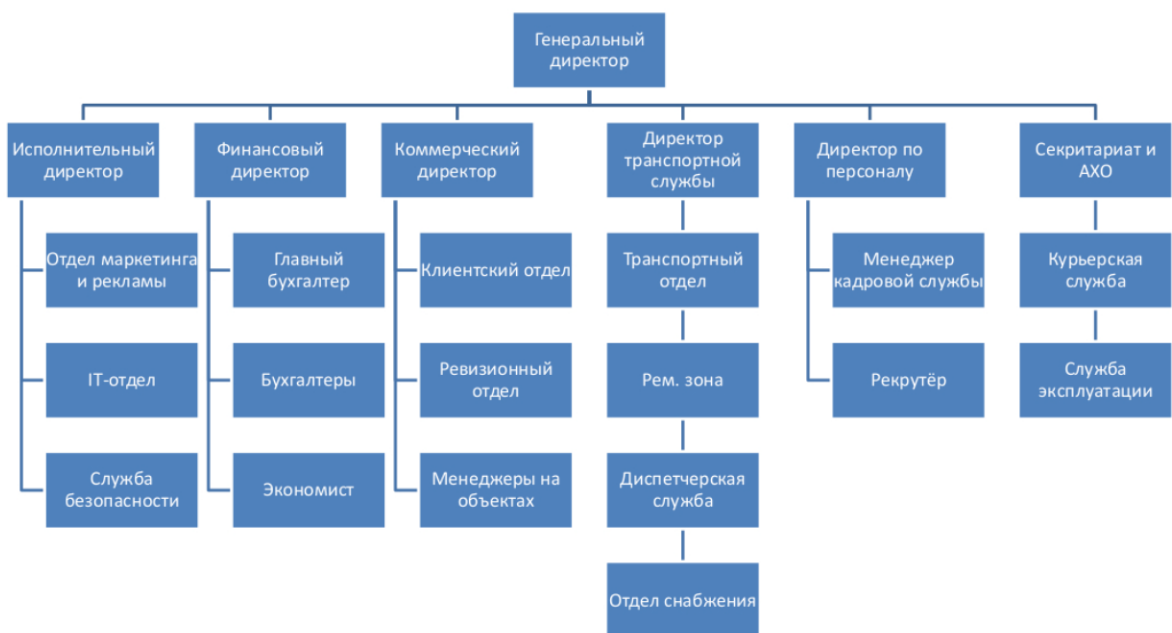 Генеральный
директор
Исполнительный
директор
Финансовый
директор
Коммерческий
директор
Директор
транспортной
службы
Директор по
персоналу
Секритариат и
АХО
Отдел маркетинга
и рекламы
Главный
бухгалтер
Клиентский отдел
Транспортный
отдел
Менеджер
кадровой службы
Курьерская
служба
IT-отдел
Бухгалтеры
Ревизионный
отдел
Рем. зона
Рекрутёр
Служба
эксплуатации
Служба
безопасности
Экономист
Менеджеры на
объектах
Диспетчерская
служба
Отдел снабжения